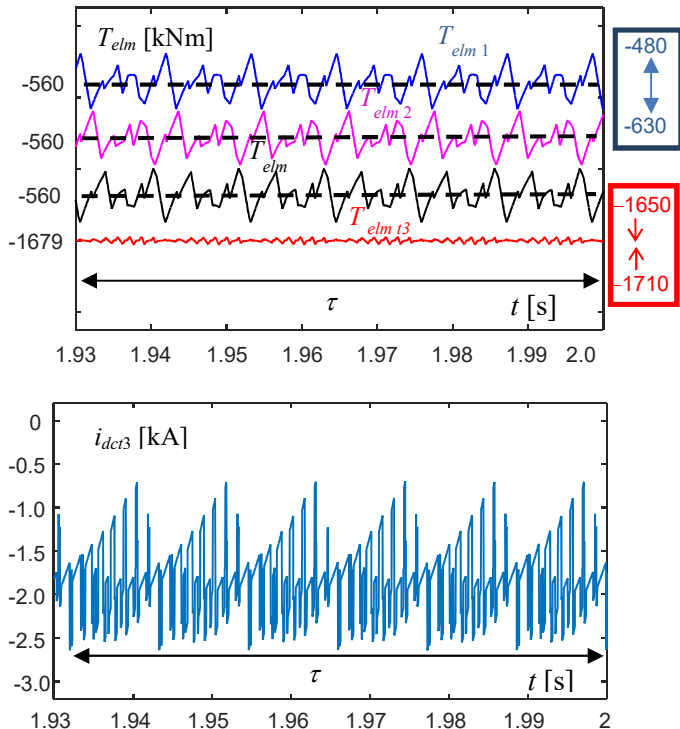 T_elm [kNm]
T_elm 1
-480
-560
T_elm 2
-630
-560
T_elm
-560
–1650
T_elm t3
-1679
–1710
τ
t [s]
1.93 1.94 1.95 1.96 1.97 1.98 1.99 2.0
0
i_dct3 [kA]
-0.5
-1.0
-1.5
-2.0
-2.5
τ
-3.0
t [s]
1.93 1.94 1.95 1.96 1.97 1.98 1.99 2